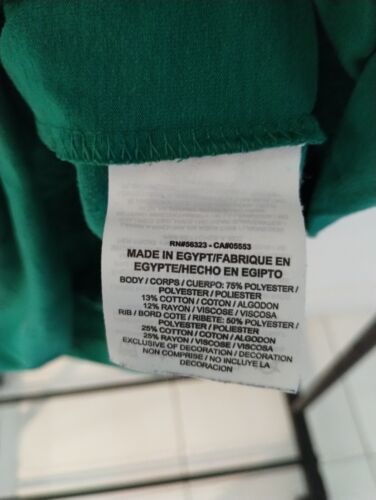 RN#56323 - CA#05553
MADE IN EGYPT/FABRIQUE EN
EGYPTE/HECHO EN EGIPTO
BODY / CORPS / CUERPO: 75% POLYESTER /
POLYESTER / POLIESTER
13% COTTON / COTON / ALGODON
12% RAYON / VISCOSE / VISCOSA
RIB / BORD COTE / RIBETE: 50% POLYESTER /
POLYESTER / POLIESTER
25% COTTON / COTON / ALGODON
25% RAYON / VISCOSE / VISCOSA
EXCLUSIVE OF DECORATION / DECORATION
NON COMPRISE / NO INCLUYE LA
DECORACION